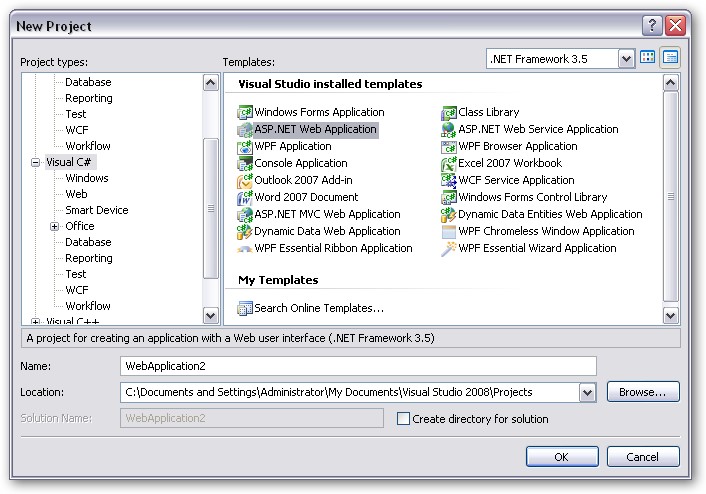 New Project
Project types:
Templates:
.NET Framework 3.5
Database
Reporting
Test
WCF
Workflow
Visual C#
Windows
Web
Smart Device
Office
Database
Reporting
Test
WCF
Workflow
Visual C++
Visual Studio installed templates
Windows Forms Application
Class Library
ASP.NET Web Application
ASP.NET Web Service Application
WPF Application
WPF Browser Application
Console Application
Excel 2007 Workbook
Outlook 2007 Add-in
WCF Service Application
Word 2007 Document
Windows Forms Control Library
ASP.NET MVC Web Application
Dynamic Data Entities Web Application
Dynamic Data Web Application
WPF Chromeless Window Application
WPF Essential Ribbon Application
WPF Essential Wizard Application
My Templates
Search Online Templates...
A project for creating an application with a Web user interface (.NET Framework 3.5)
Name:
WebApplication2
Location:
C:\Documents and Settings\Administrator\My Documents\Visual Studio 2008\Projects
Browse...
Solution Name:
WebApplication2
Create directory for solution
OK
Cancel